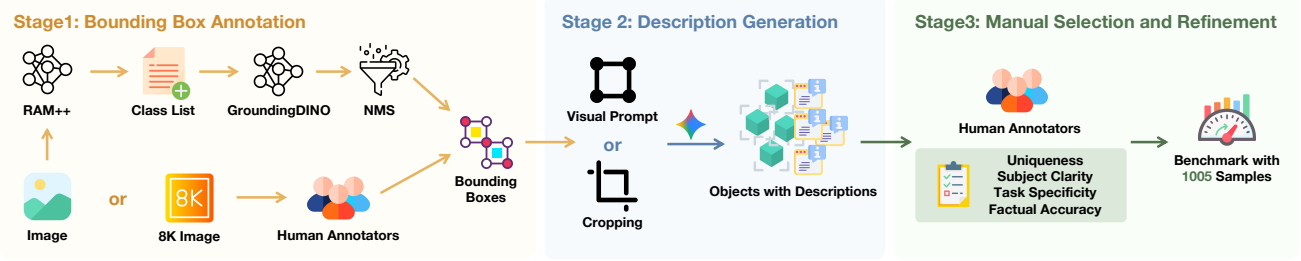 Stage1: Bounding Box Annotation
RAM++
Class List
GroundingDINO
NMS
Image
or
8K
8K Image
Human Annotators
Bounding
Boxes
Stage 2: Description Generation
Visual Prompt
or
Cropping
Objects with Descriptions
Stage3: Manual Selection and Refinement
Human Annotators
Uniqueness
Subject Clarity
Task Specificity
Factual Accuracy
Benchmark with
1005 Samples